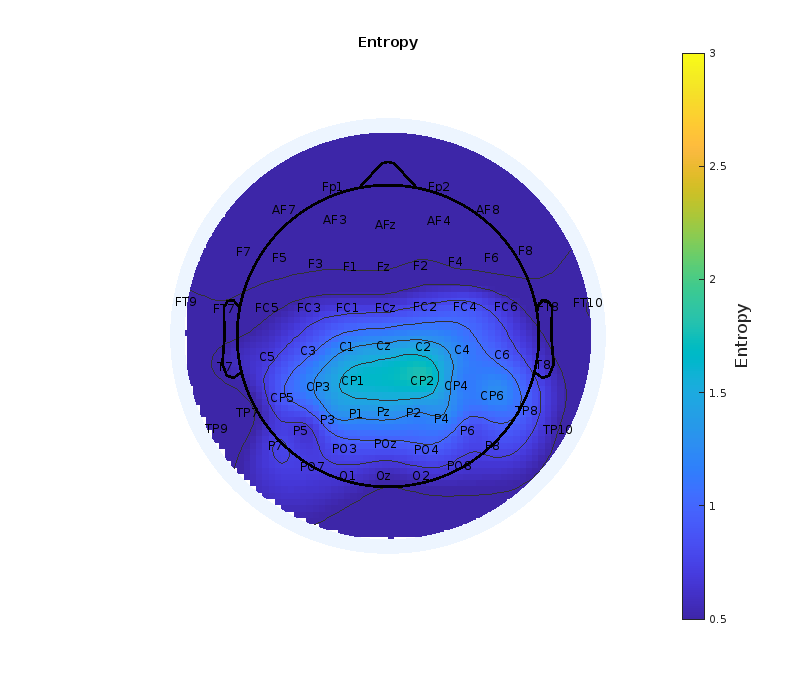 Entropy
3
Fp1 Fp2
2.5
AF7 AF8
AF3 AFz AF4
F7 F8
F5 F3 F1 Fz F2 F4 F6
2
FT9 FT7 FC5 FC3 FC1 FCz FC2 FC4 FC6 FT8 FT10
Entropy
C5 C3 C1 Cz C2 C4 C6
T7 T8
CP5 CP3 CP1 CP2 CP4 CP6
1.5
TP9 TP7 P3 P1 Pz P2 P4 TP8 TP10
P7 P5 PO3 POz PO4 P6 P8
PO7 O1 Oz O2 PO8
1
0.5